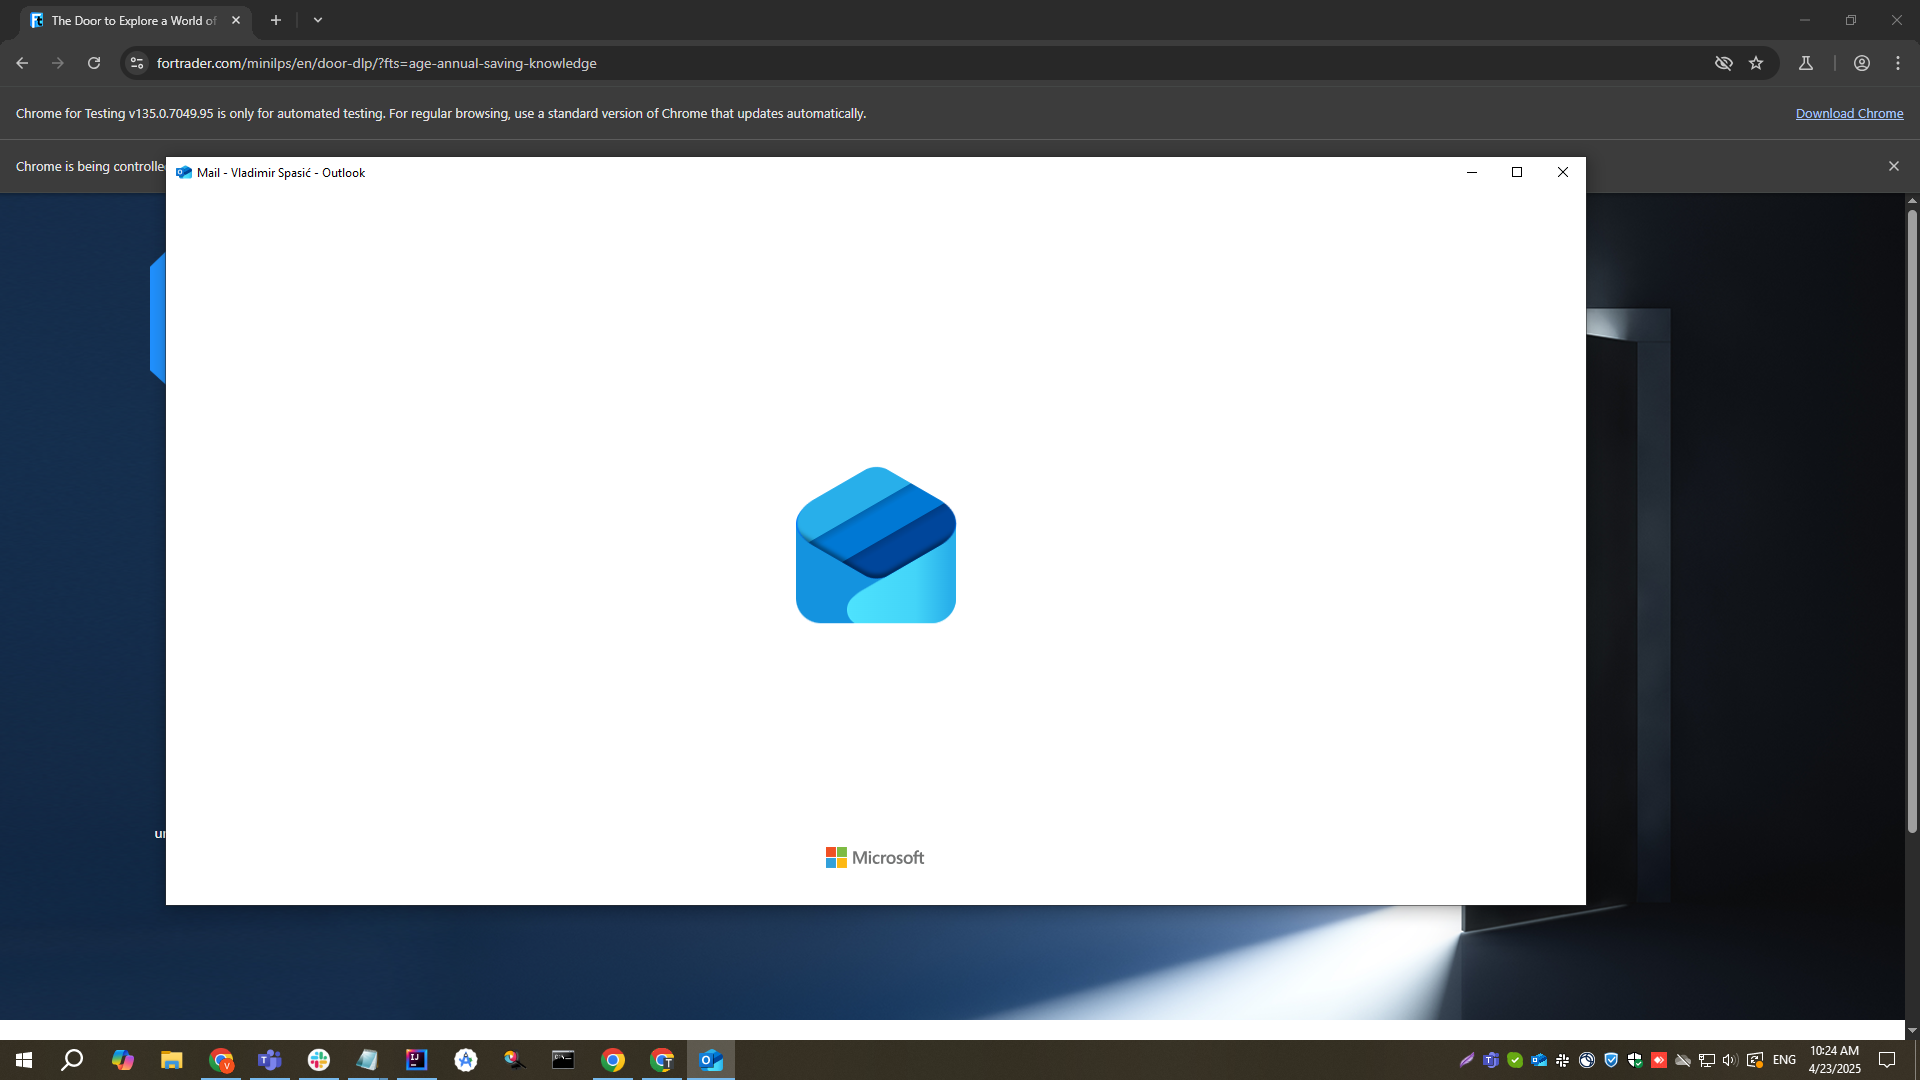 The Door to Explore a World of
fortrader.com/minilps/en/door-dlp/?fts=age-annual-saving-knowledge
Chrome for Testing v135.0.7049.95 is only for automated testing. For regular browsing, use a standard version of Chrome that updates automatically.
Download Chrome
Chrome is being controlle
Mail - Vladimir Spasić - Outlook
Microsoft
ENG
10:24 AM
4/23/2025